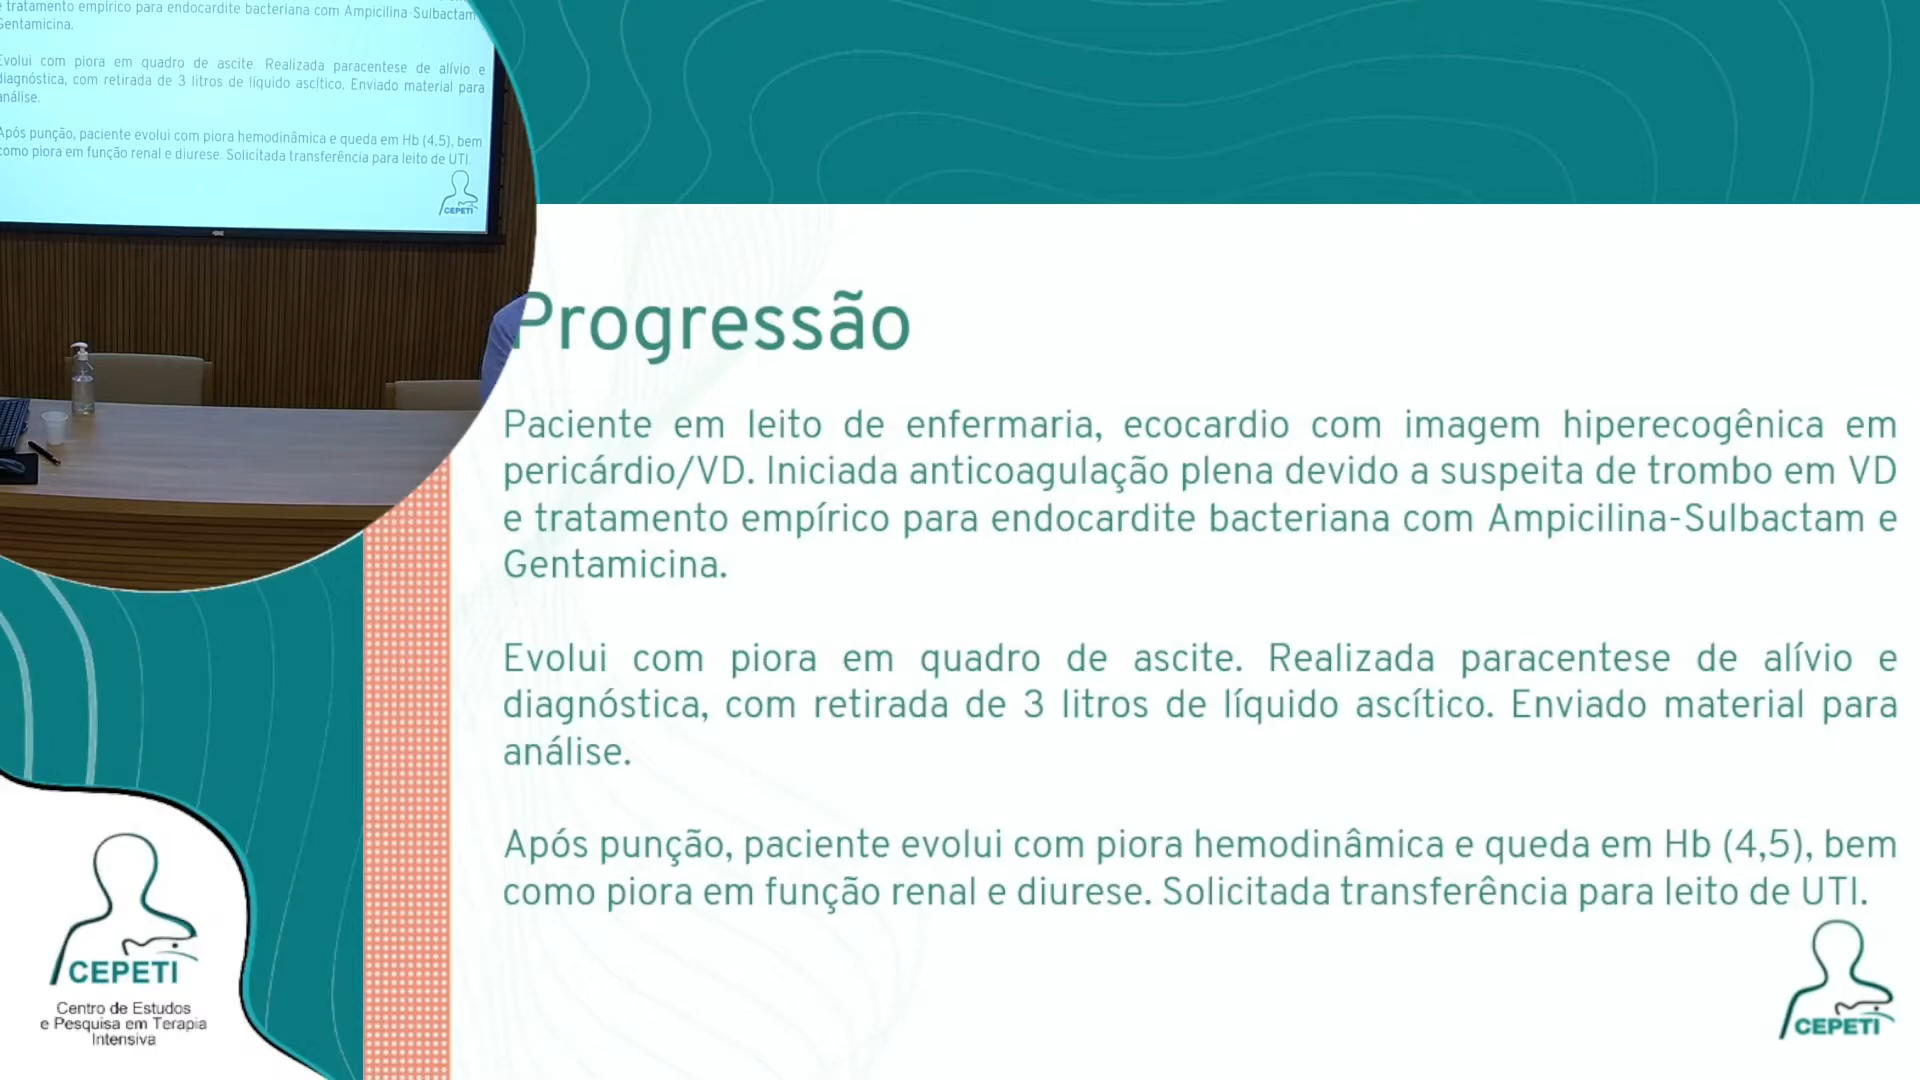 e tratamento empírico para endocardite bacteriana com Ampicilina-Sulbactam
Gentamicina.
Evolui com piora em quadro de ascite. Realizada paracentese de alívio e
diagnóstica, com retirada de 3 litros de líquido ascítico. Enviado material para
análise.
Após punção, paciente evolui com piora hemodinâmica e queda em Hb (4,5), bem
como piora em função renal e diurese. Solicitada transferência para leito de UTI.
CEPETI
Progressão
Paciente em leito de enfermaria, ecocardio com imagem hiperecogênica em
pericárdio/VD. Iniciada anticoagulação plena devido a suspeita de trombo em VD
e tratamento empírico para endocardite bacteriana com Ampicilina-Sulbactam e
Gentamicina.
Evolui com piora em quadro de ascite. Realizada paracentese de alívio e
diagnóstica, com retirada de 3 litros de líquido ascítico. Enviado material para
análise.
Após punção, paciente evolui com piora hemodinâmica e queda em Hb (4,5), bem
como piora em função renal e diurese. Solicitada transferência para leito de UTI.
CEPETI
Centro de Estudos
e Pesquisa em Terapia
Intensiva
CEPETI